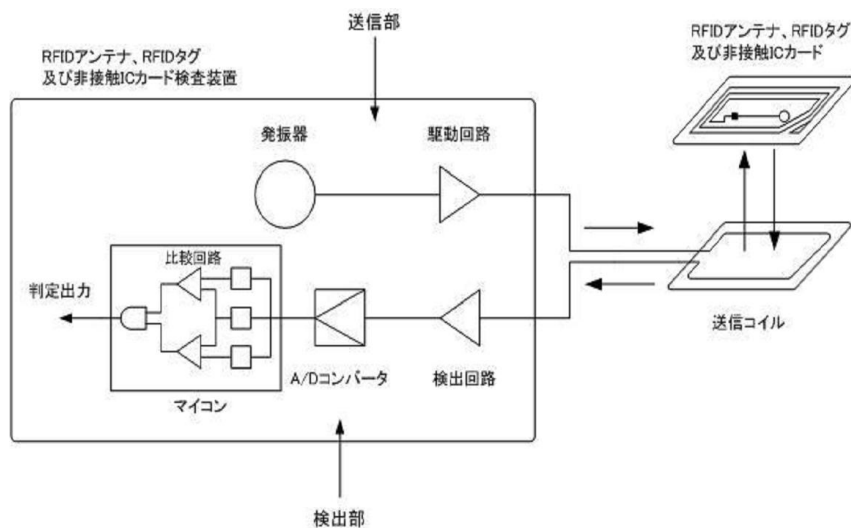 送信部
RFIDアンテナ、RFIDタグ
及び非接触ICカード検査装置
RFIDアンテナ、RFIDタグ
及び非接触ICカード
発振器
駆動回路
比較回路
判定出力
マイコン
A/Dコンバータ
検出回路
送信コイル
検出部